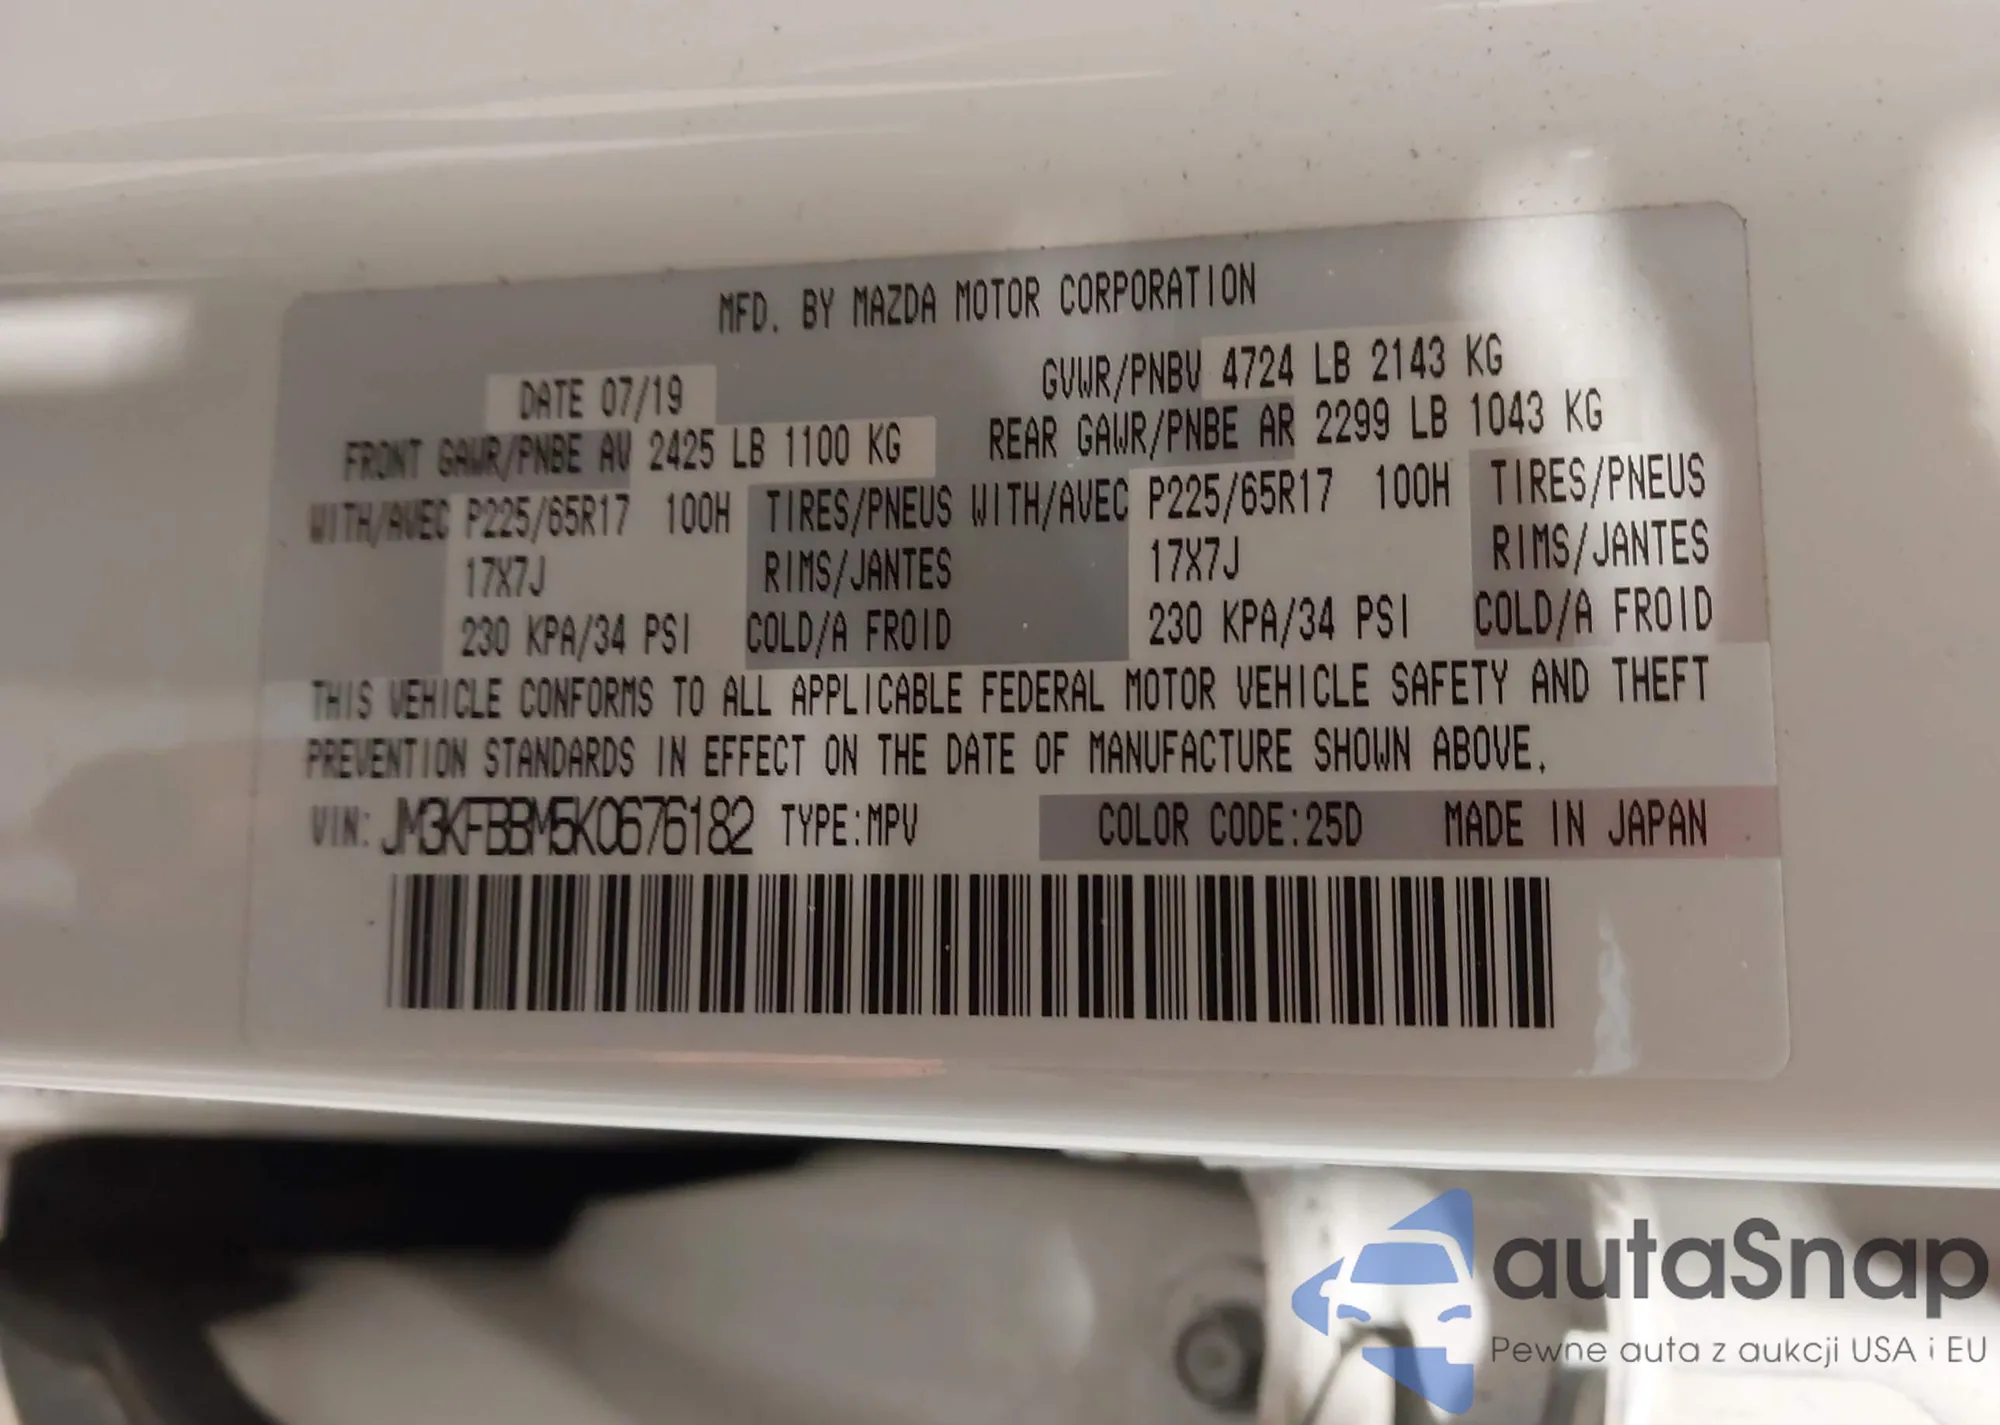 MFD. BY MAZDA MOTOR CORPORATION
DATE 07/19 GVWR/PNBV 4724 LB 2143 KG
FRONT GAWR/PNBE AV 2425 LB 1100 KG REAR GAWR/PNBE AR 2299 LB 1043 KG
WITH/AVEC P225/65R17 100H TIRES/PNEUS WITH/AVEC P225/65R17 100H TIRES/PNEUS
17X7J RIMS/JANTES 17X7J RIMS/JANTES
230 KPA/34 PSI COLD/A FROID 230 KPA/34 PSI COLD/A FROID
THIS VEHICLE CONFORMS TO ALL APPLICABLE FEDERAL MOTOR VEHICLE SAFETY AND THEFT
PREVENTION STANDARDS IN EFFECT ON THE DATE OF MANUFACTURE SHOWN ABOVE.
VIN: JM3KFBBM5K0676182 TYPE:MPV COLOR CODE:25D MADE IN JAPAN
autaSnap
Pewne auta z aukcji USA i EU